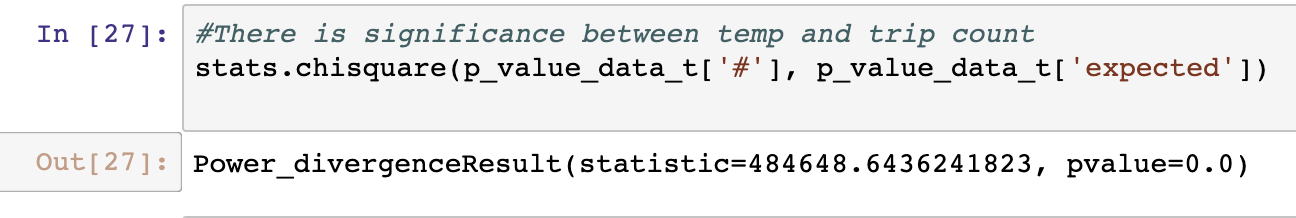 In [27]: #There is significance between temp and trip count
stats.chisquare(p_value_data_t['#'], p_value_data_t['expected'])
Out[27]: Power_divergenceResult(statistic=484648.6436241823, pvalue=0.0)